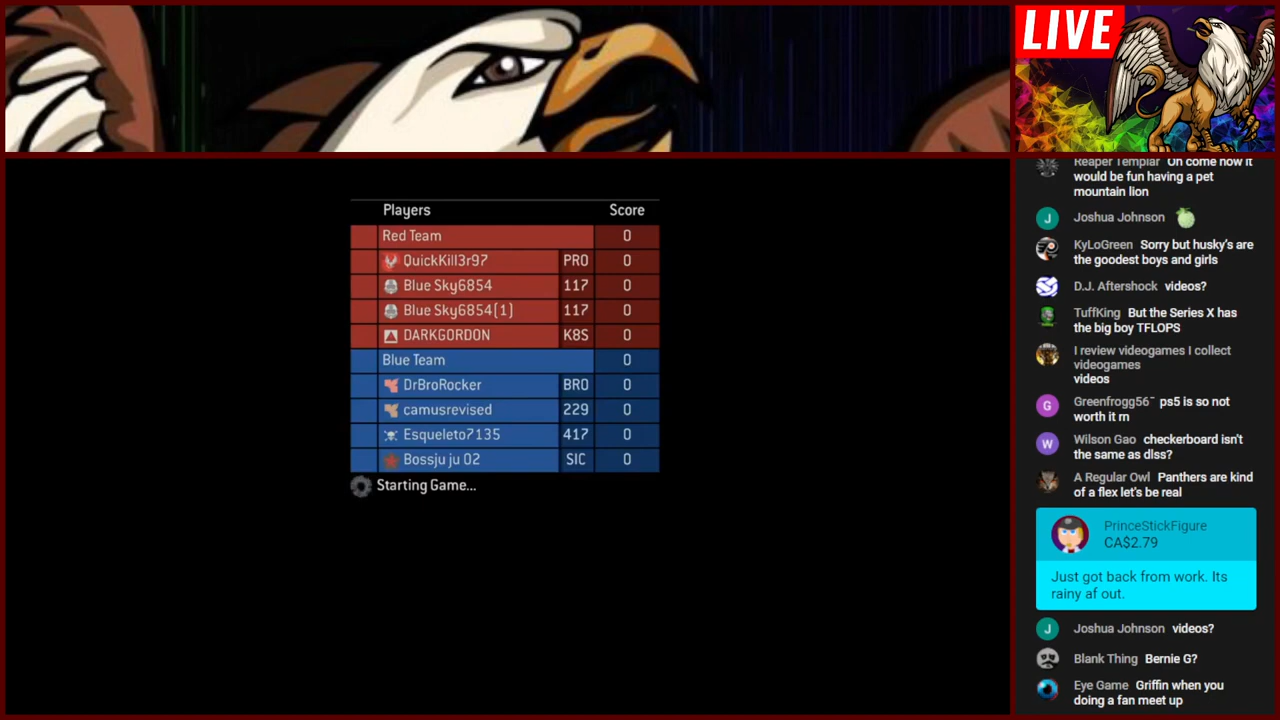 LIVE
Players Score
Red Team 0
QuickKill3r97 PRO 0
Blue Sky6854 117 0
Blue Sky6854(1) 117 0
DARKGORDON K8S 0
Blue Team 0
DrBroRocker BRO 0
camusrevised 229 0
Esqueleto7135 417 0
Bossju ju 02 SIC 0
Starting Game...
Reaper Templar Oh come now it
would be fun having a pet
mountain lion
J Joshua Johnson
KyLoGreen Sorry but husky's are
the goodest boys and girls
D.J. Aftershock videos?
TuffKing But the Series X has
the big boy TFLOPS
I review videogames I collect
videogames
videos
G Greenfrogg56¯ ps5 is so not
worth it rn
W Wilson Gao checkerboard isn't
the same as dlss?
A Regular Owl Panthers are kind
of a flex let's be real
PrinceStickFigure
CA$2.79
Just got back from work. Its
rainy af out.
J Joshua Johnson videos?
Blank Thing Bernie G?
Eye Game Griffin when you
doing a fan meet up